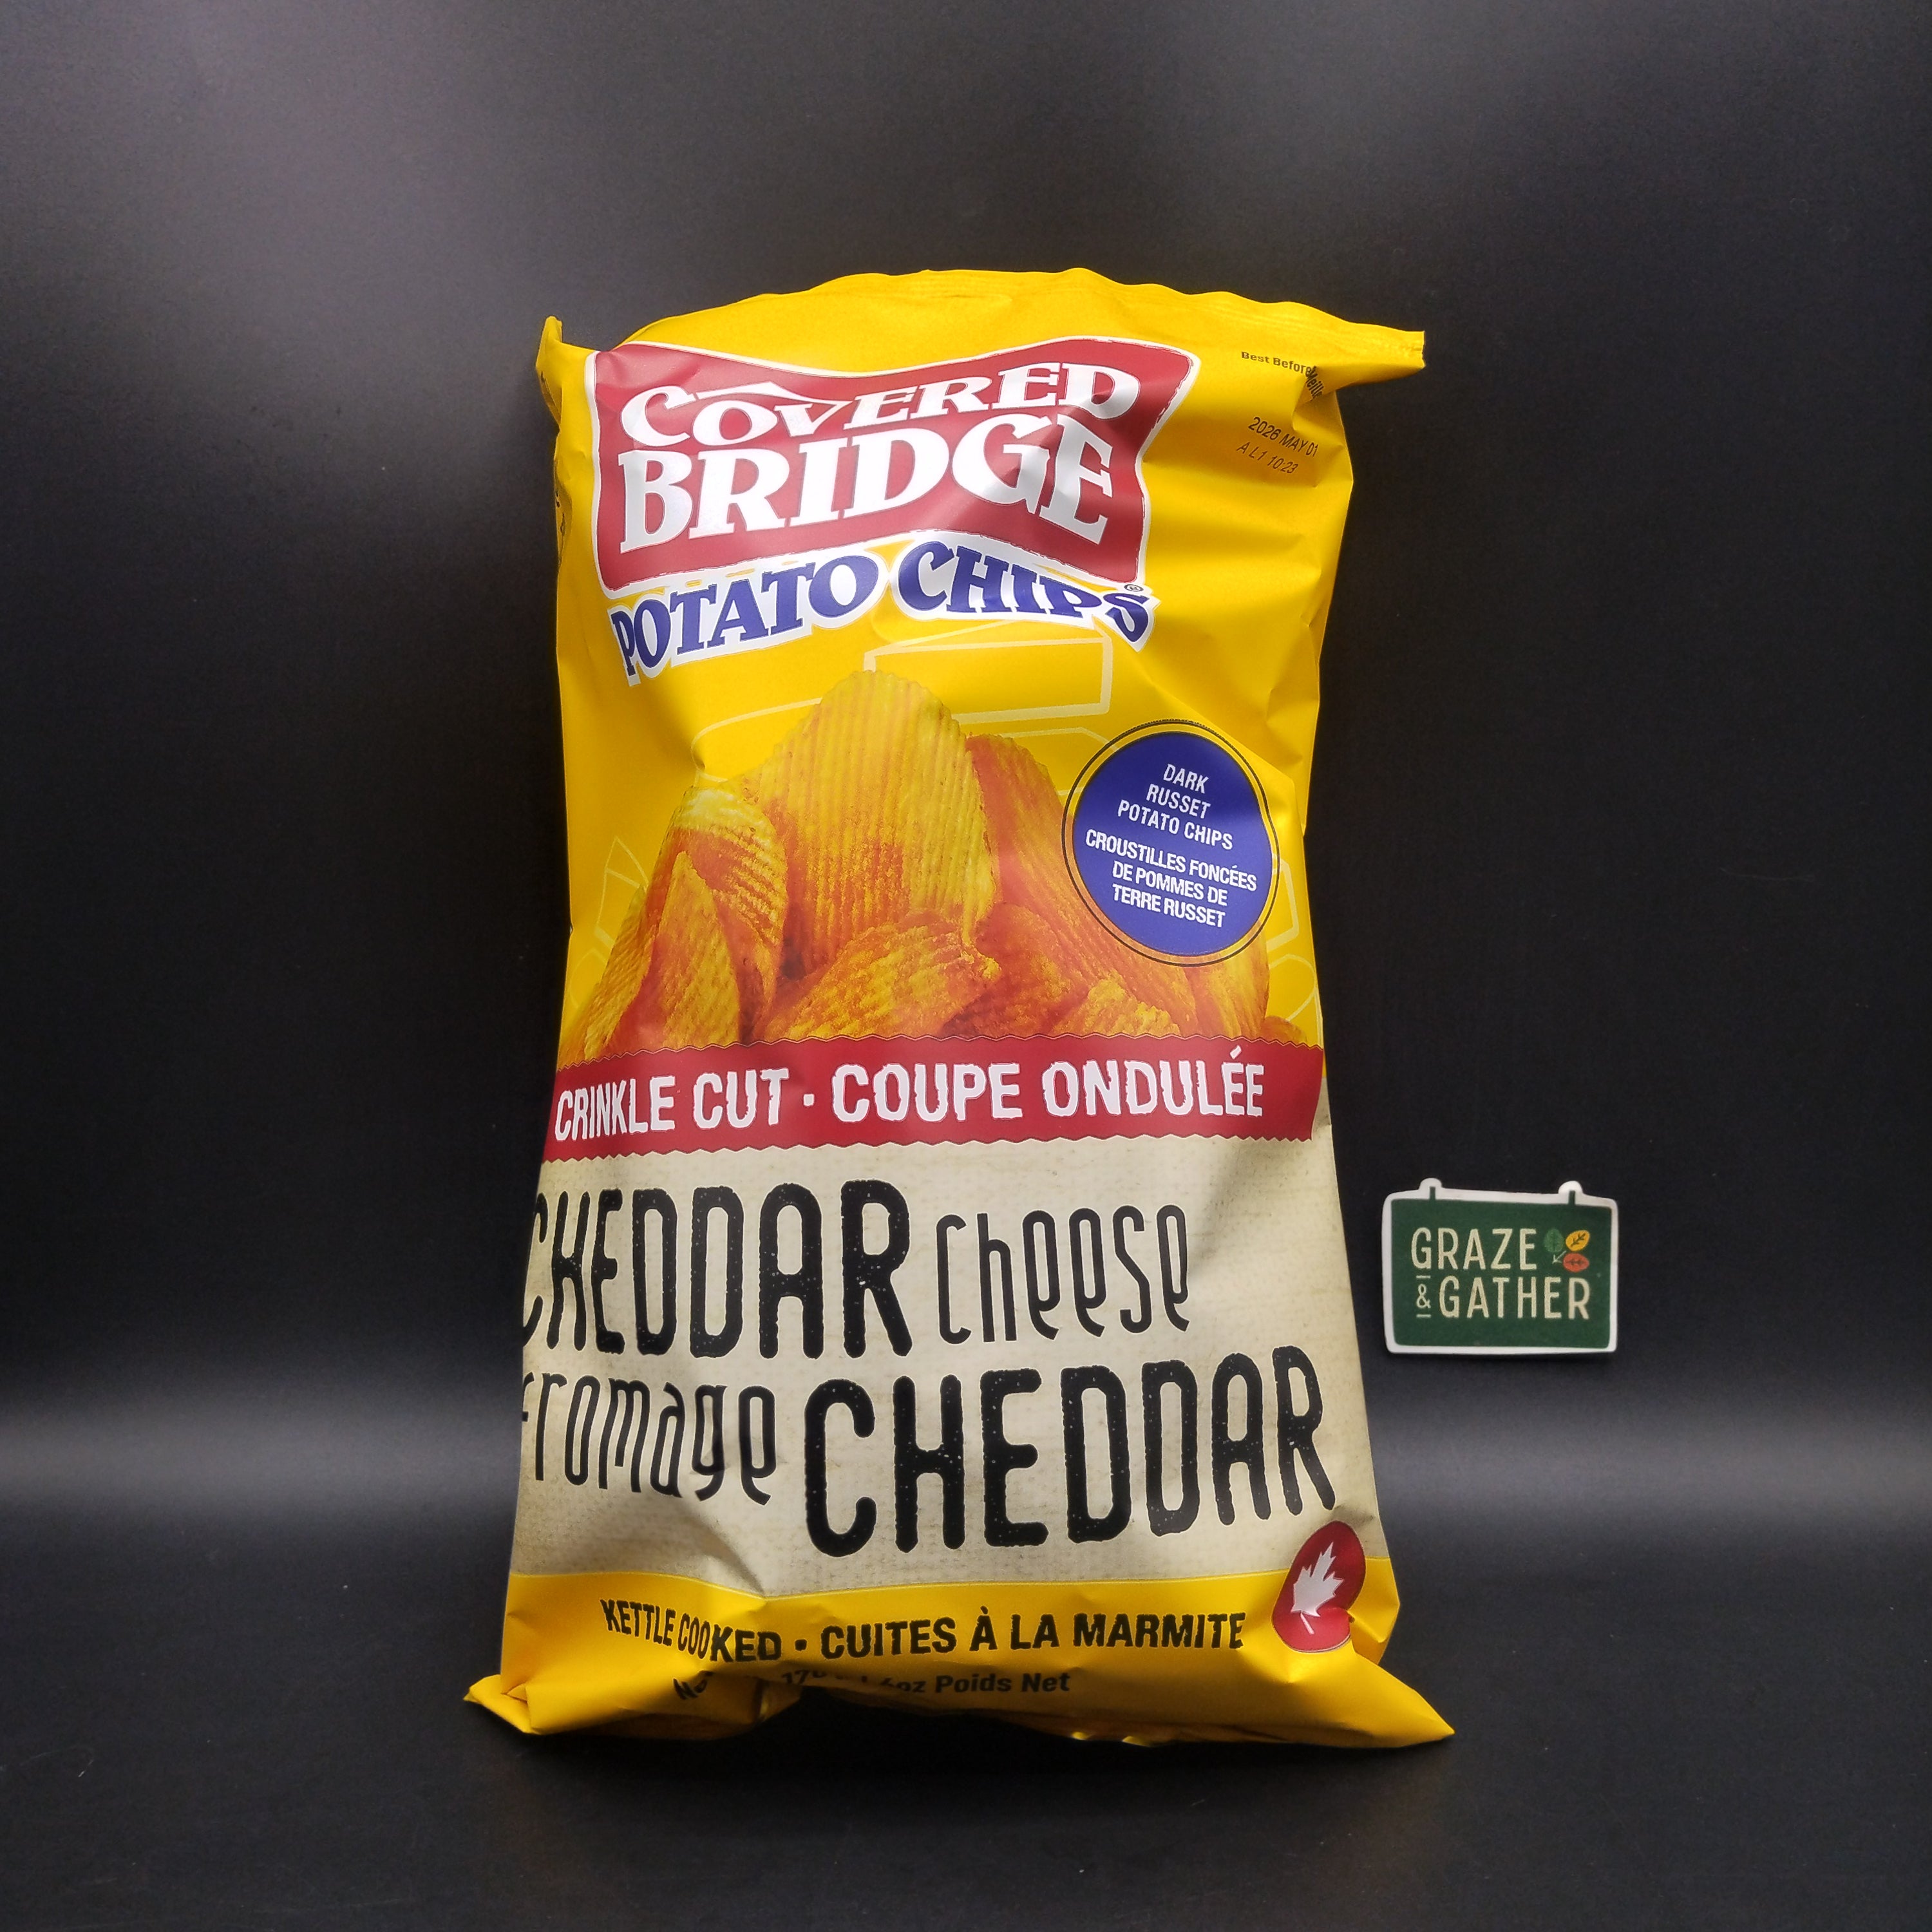 COVERED
BRIDGE
POTATO CHIPS®
Best Before
2026 MAY 01
AL1 10:23
DARK
RUSSET
POTATO CHIPS
CROUSTILLES FONCÉES
DE POMMES DE
TERRE RUSSET
CRINKLE CUT · COUPE ONDULÉE
CHEDDAR cheese
fromage CHEDDAR
KETTLE COOKED · CUITES À LA MARMITE
Poids Net
GRAZE
& GATHER